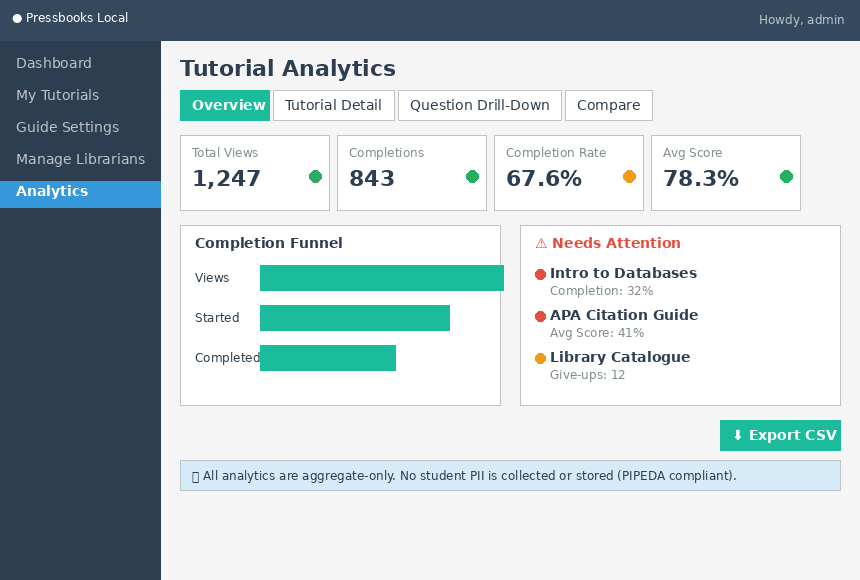 ● Pressbooks Local
Howdy, admin
Dashboard
My Tutorials
Guide Settings
Manage Librarians
Analytics
Tutorial Analytics
Overview
Tutorial Detail
Question Drill-Down
Compare
Total Views
1,247
Completions
843
Completion Rate
67.6%
Avg Score
78.3%
Completion Funnel
Views
Started
Completed
⚠ Needs Attention
Intro to Databases
Completion: 32%
APA Citation Guide
Avg Score: 41%
Library Catalogue
Give-ups: 12
⬇ Export CSV
All analytics are aggregate-only. No student PII is collected or stored (PIPEDA compliant).